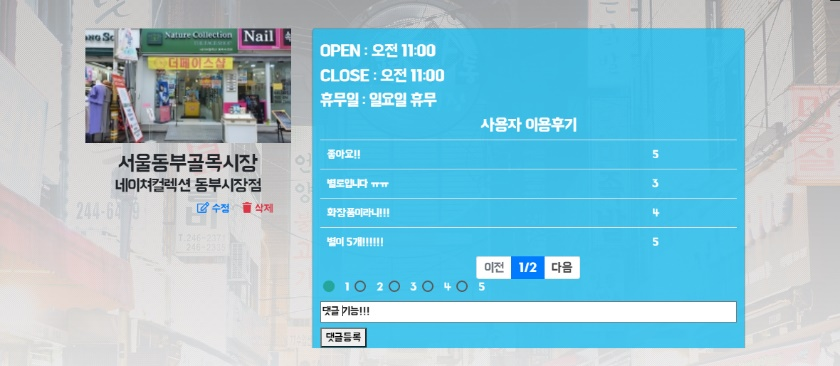 Nature Collection
Nail
더페이스샵
서울동부골목시장
네이쳐컬렉션 동부시장점
수정 삭제
OPEN : 오전 11:00
CLOSE : 오전 11:00
휴무일 : 일요일 휴무
사용자 이용후기
좋아요!! 5
별로입니다 ㅠㅠ 3
화장품이라니!!! 4
별이 5개!!!!!! 5
이전 1/2 다음
1 2 3 4 5
댓글 기능!!!
댓글등록
244-64